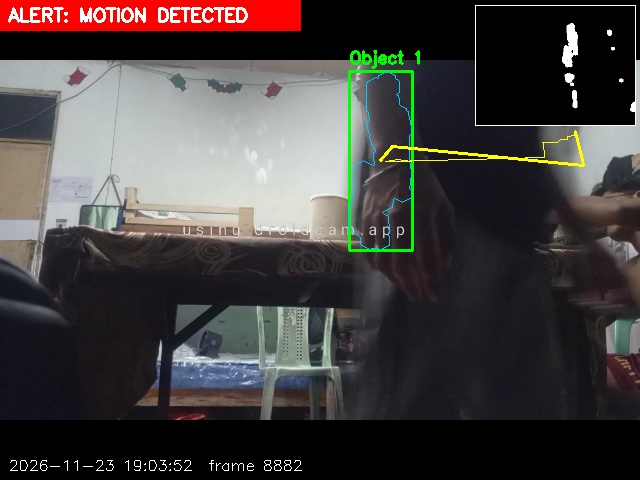 ALERT: MOTION DETECTED
Object 1
using droidcam.app
2026-11-23 19:03:52 frame 8882